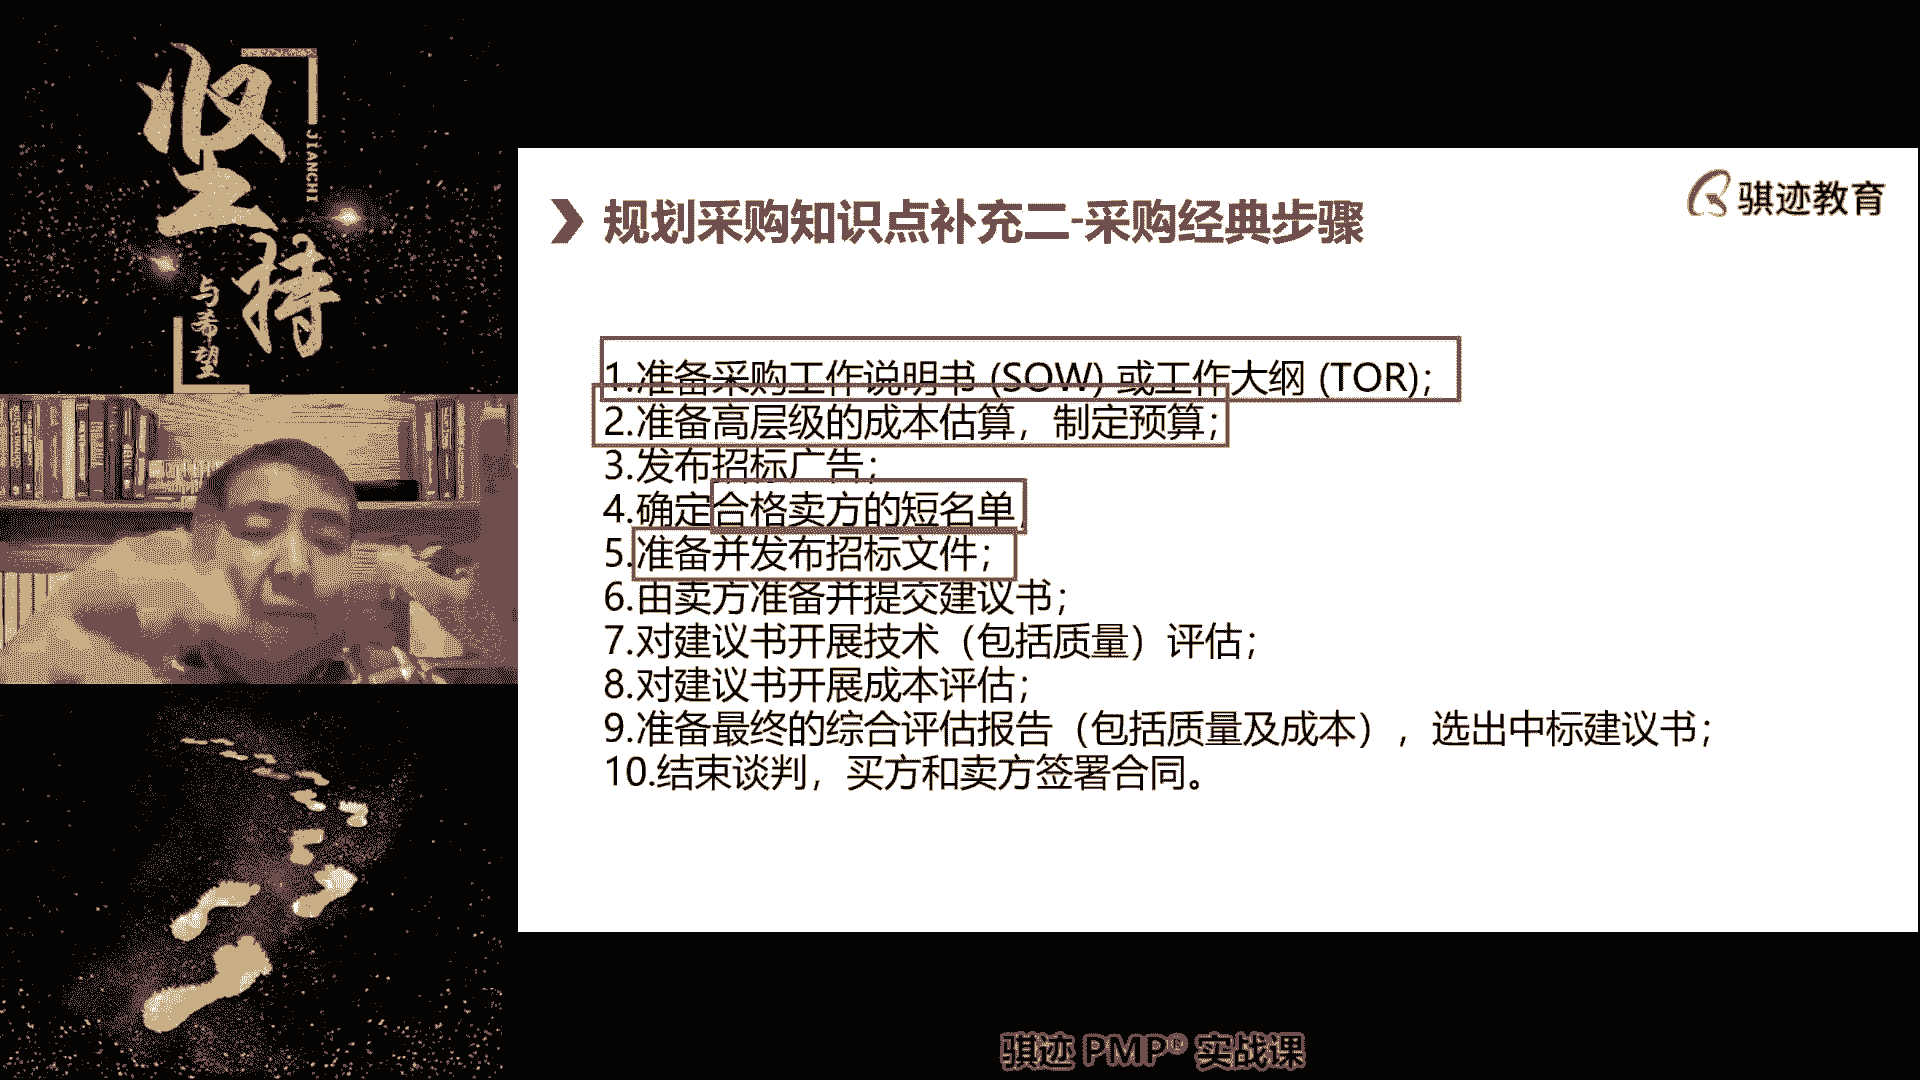 坚持
JIANCHI
与希望
骐迹教育
规划采购知识点补充二-采购经典步骤
1.准备采购工作说明书 (SOW) 或工作大纲 (TOR);
2.准备高层级的成本估算，制定预算;
3.发布招标广告;
4.确定合格卖方的短名单
5.准备并发布招标文件;
6.由卖方准备并提交建议书;
7.对建议书开展技术（包括质量）评估;
8.对建议书开展成本评估;
9.准备最终的综合评估报告（包括质量及成本），选出中标建议书;
10.结束谈判，买方和卖方签署合同。
骐迹 PMP® 实战课